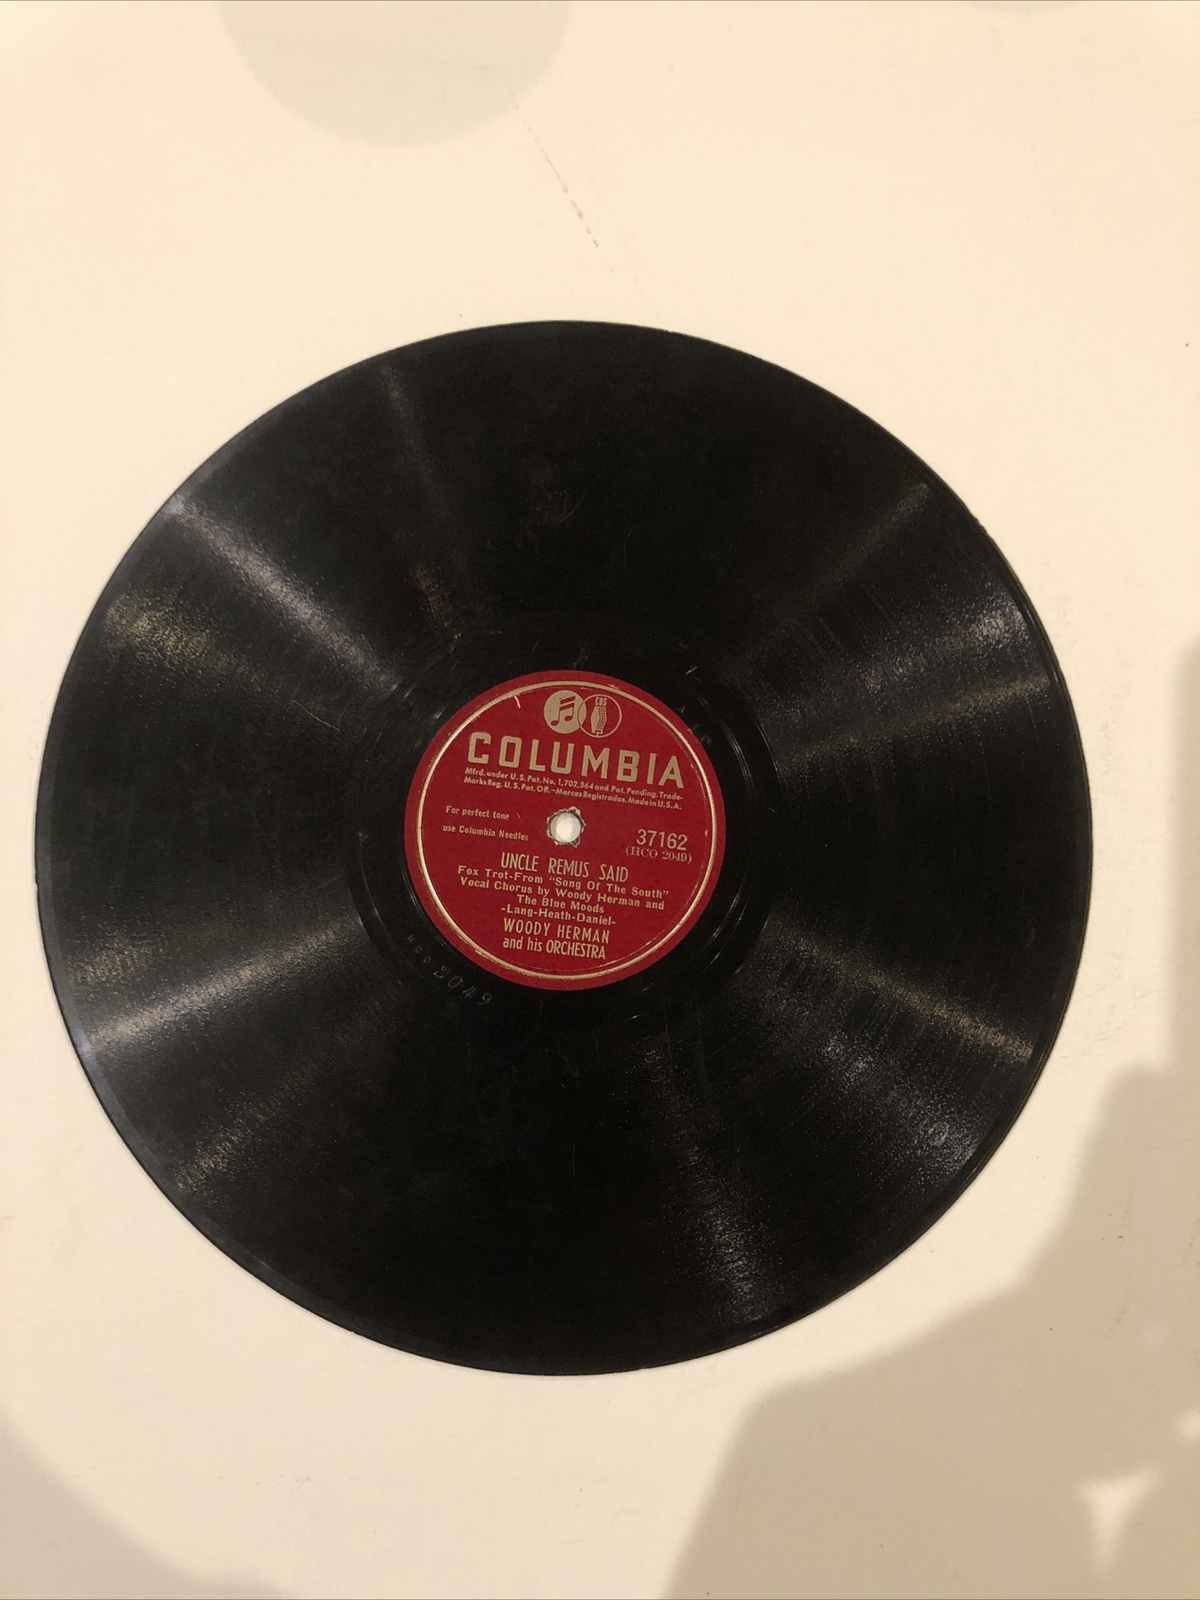 CBS
COLUMBIA
Mfrd. under U. S. Pat. No. 1,702,564 and Pat. Pending. Trade-
Marks Reg. U. S. Pat. Off.–Marcas Registradas. Made in U. S. A.
For perfect tone
use Columbia Needles
37162
(HCO 2049)
UNCLE REMUS SAID
Fox Trot-From "Song Of The South"
Vocal Chorus by Woody Herman and
The Blue Moods
-Lang-Heath-Daniel-
WOODY HERMAN
and his ORCHESTRA
HCO 2049